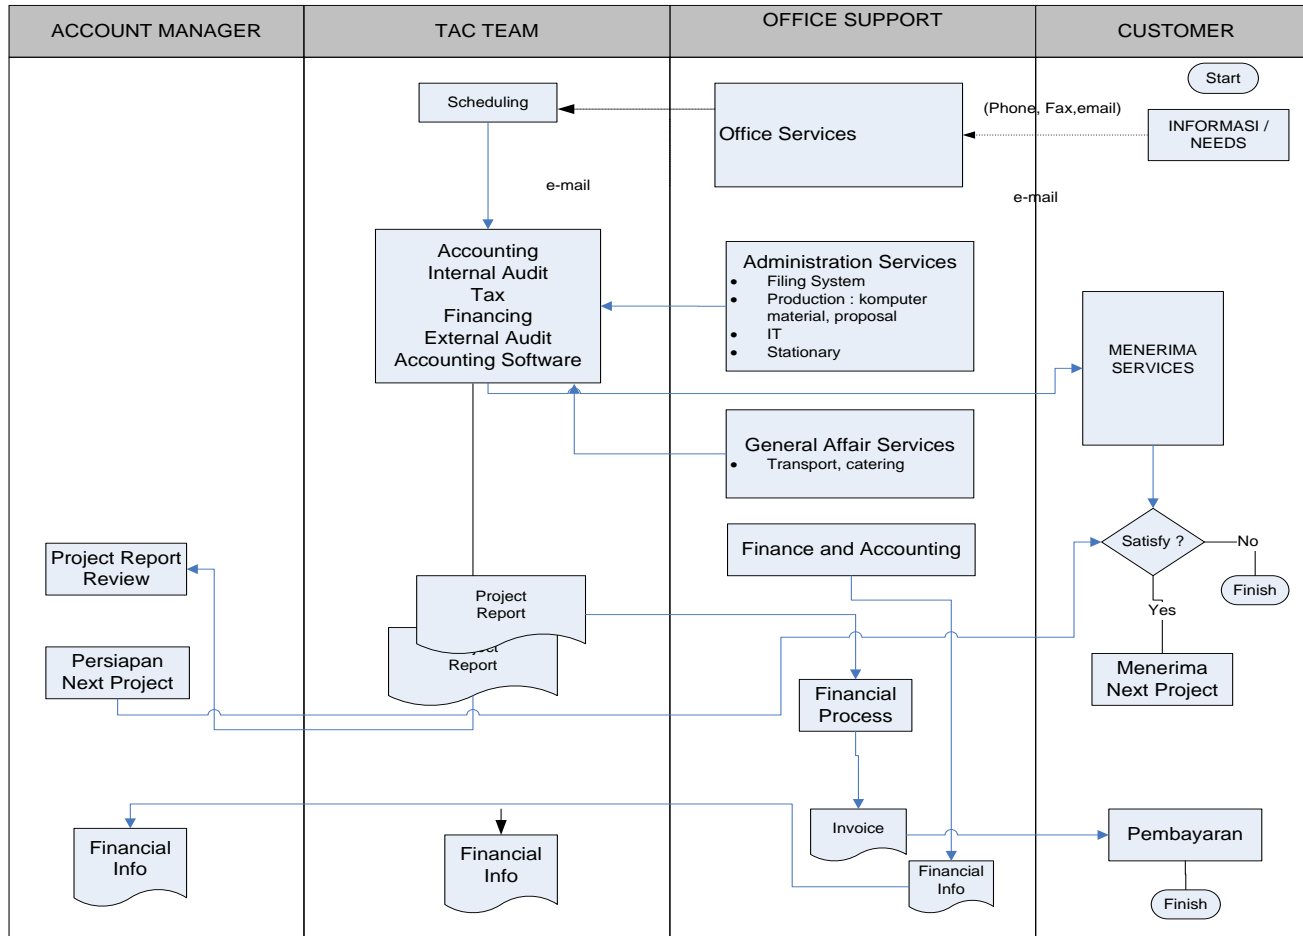 ACCOUNT MANAGER
TAC TEAM
OFFICE SUPPORT
CUSTOMER
Start
Scheduling
Office Services
(Phone, Fax,email)
INFORMASI /
NEEDS
e-mail
e-mail
Accounting
Internal Audit
Tax
Financing
External Audit
Accounting Software
Administration Services
• Filing System
• Production : komputer
material, proposal
• IT
• Stationary
MENERIMA
SERVICES
General Affair Services
• Transport, catering
Satisfy ?
No
Finish
Yes
Finance and Accounting
Project Report
Review
Project
Report
Report
Persiapan
Next Project
Financial
Process
Menerima
Next Project
Invoice
Pembayaran
Financial
Info
Financial
Info
Financial
Info
Finish